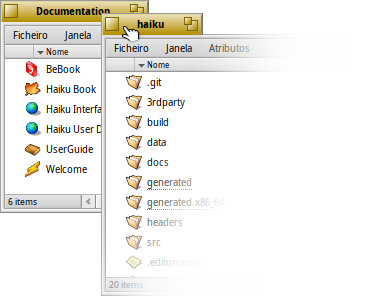 Documentation
Ficheiro Janela
Nome
BeBook
Haiku Book
Haiku Interfa
Haiku User D
UserGuide
Welcome
6 items
haiku
Ficheiro Janela Atributos
Nome
.git
3rdparty
build
data
docs
generated
generated.x86_64
headers
src
.editorconfig
20 items